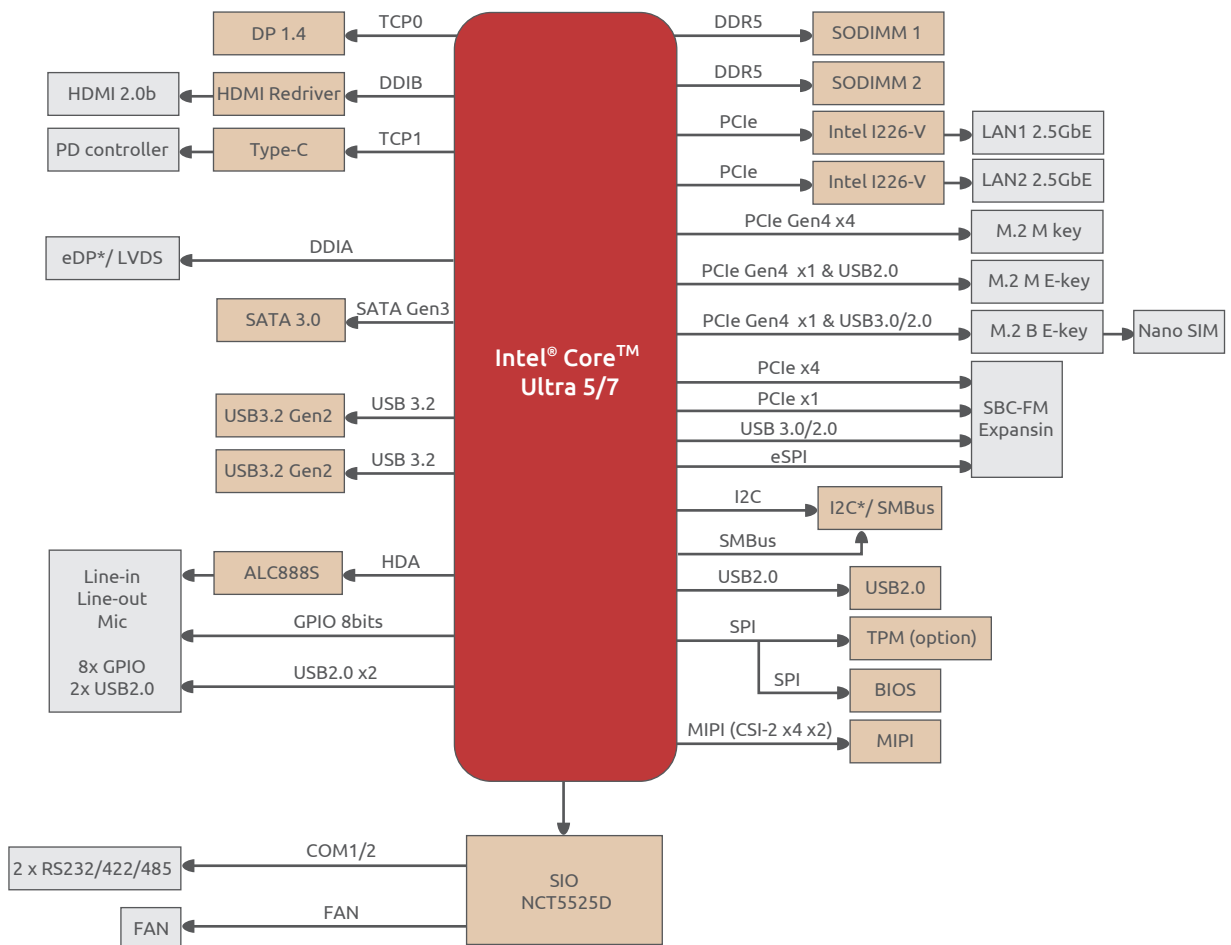 TCP0
DP 1.4
DDIB
HDMI 2.0b
HDMI Redriver
TCP1
PD controller
Type-C
DDIA
eDP*/ LVDS
SATA Gen3
SATA 3.0
USB 3.2
USB3.2 Gen2
USB 3.2
USB3.2 Gen2
HDA
ALC888S
Line-in
Line-out
Mic
8x GPIO
2x USB2.0
GPIO 8bits
USB2.0 x2
Intel® Core™
Ultra 5/7
DDR5
SODIMM 1
DDR5
SODIMM 2
PCIe
Intel I226-V
LAN1 2.5GbE
PCIe
Intel I226-V
LAN2 2.5GbE
PCIe Gen4 x4
M.2 M key
PCIe Gen4 x1 & USB2.0
M.2 M E-key
PCIe Gen4 x1 & USB3.0/2.0
M.2 B E-key
Nano SIM
PCIe x4
PCIe x1
USB 3.0/2.0
eSPI
SBC-FM
Expansin
I2C
I2C*/ SMBus
SMBus
USB2.0
USB2.0
SPI
TPM (option)
SPI
BIOS
MIPI (CSI-2 x4 x2)
MIPI
COM1/2
2 x RS232/422/485
SIO
NCT5525D
FAN
FAN